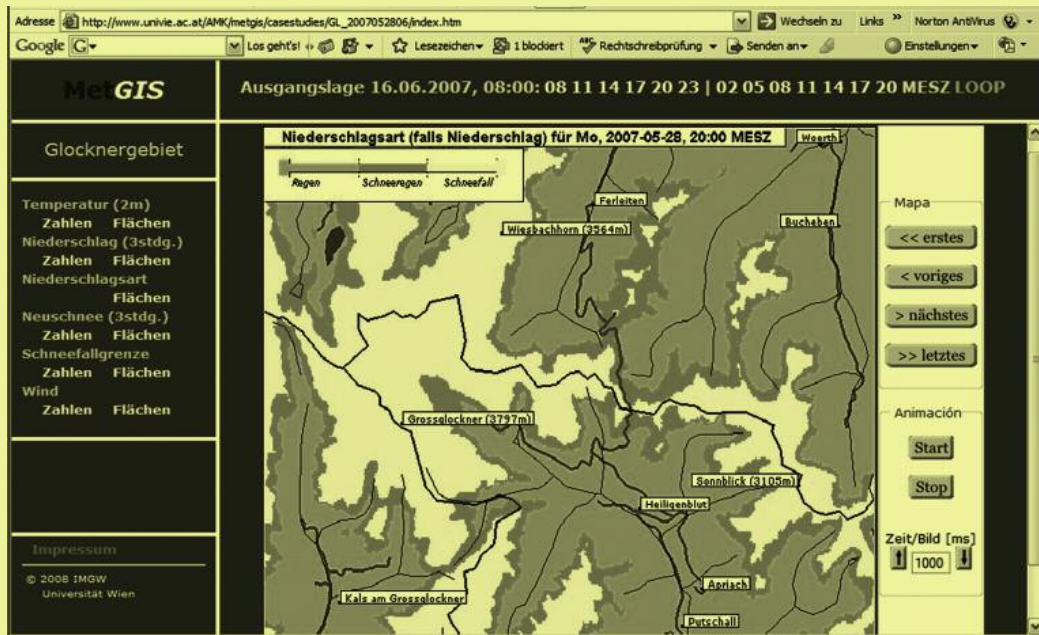 Adresse http://www.univie.ac.at/AMK/metgis/casestudies/GL_2007052806/index.htm Wechseln zu Links » Norton AntiVirus
Google G Los geht's! Lesezeichen 1 blockiert ABC Rechtschreibprüfung Senden an Einstellungen
MetGIS
Ausgangslage 16.06.2007, 08:00: 08 11 14 17 20 23 | 02 05 08 11 14 17 20 MESZ LOOP
Glocknergebiet
Temperatur (2m)
Zahlen Flächen
Niederschlag (3stdg.)
Zahlen Flächen
Niederschlagsart
Flächen
Neuschnee (3stdg.)
Zahlen Flächen
Schneefallgrenze
Zahlen Flächen
Wind
Zahlen Flächen
Impressum
© 2008 IMGW
Universität Wien
Niederschlagsart (falls Niederschlag) für Mo, 2007-05-28, 20:00 MESZ
Regen Schneeregen Schneefall
Woerth
Ferleiten
Bucheben
Wiesbachhorn (3564m)
Grossglockner (3797m)
Sonnblick (3105m)
Heiligenblut
Apriach
Kals am Grossglockner
Putschall
Mapa
<< erstes
< voriges
> nächstes
>> letztes
Animación
Start
Stop
Zeit/Bild [ms]
1000